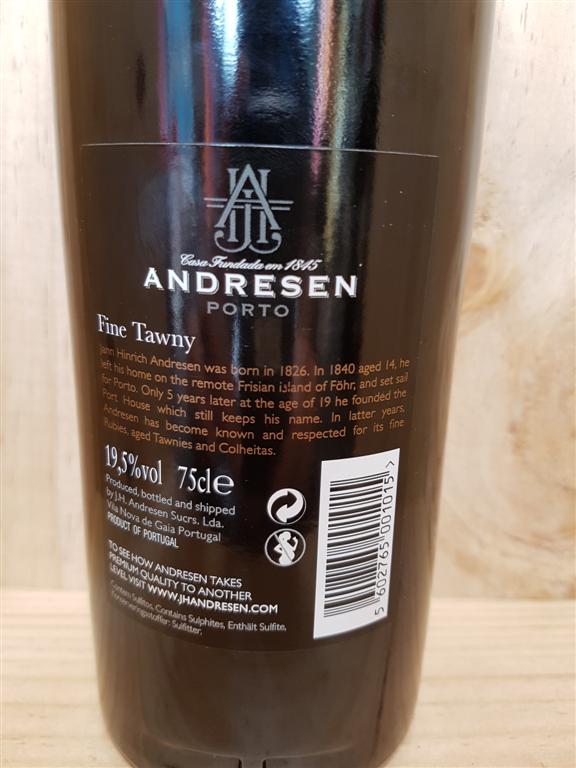 Casa Fundada em 1845
ANDRESEN
PORTO
Fine Tawny
Jann Hinrich Andresen was born in 1826. In 1840 aged 14, he
left his home on the remote Frisian island of Föhr, and set sail
for Porto. Only 5 years later at the age of 19 he founded the
Port House which still keeps his name. In latter years,
Andresen has become known and respected for its fine
Rubies, aged Tawnies and Colheitas.
19,5%vol 75cl e
Produced, bottled and shipped
by J.H. Andresen Sucrs. Lda.
Vila Nova de Gaia Portugal
PRODUCT OF PORTUGAL
TO SEE HOW ANDRESEN TAKES
PREMIUM QUALITY TO ANOTHER
LEVEL VISIT WWW.JHANDRESEN.COM
Contem Sulfitos, Contains Sulphites, Enthält Sulfite,
Konserveringsstoffer: Sulfitter.
5 602765 001015 >